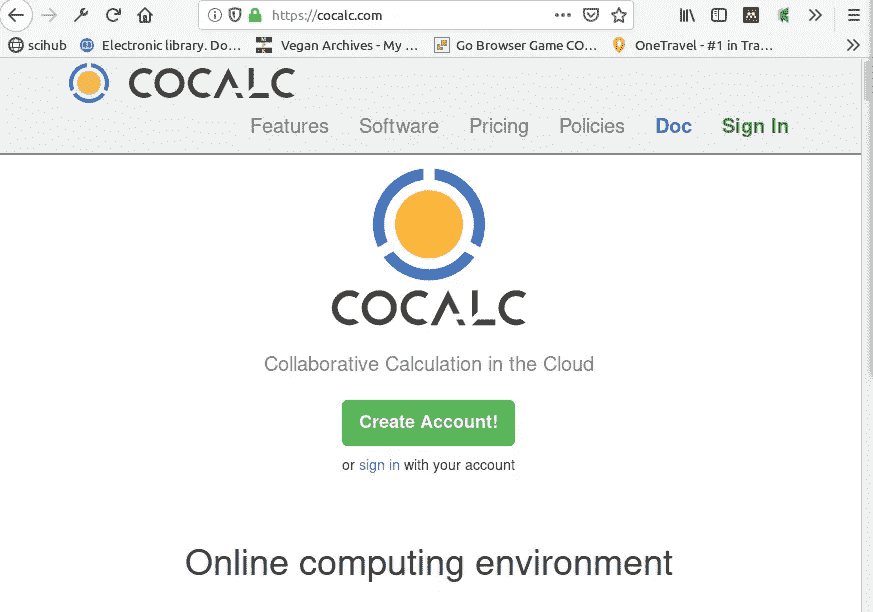 https://cocalc.com
scihub Electronic library. Do... Vegan Archives - My ... Go Browser Game CO... OneTravel - #1 in Tra...
COCALC
Features Software Pricing Policies Doc Sign In
COCALC
Collaborative Calculation in the Cloud
Create Account!
or sign in with your account
Online computing environment